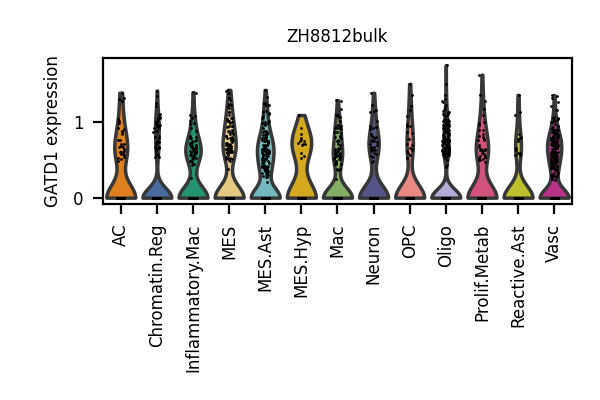 ZH8812bulk
GATD1 expression
1
0
AC
Chromatin.Reg
Inflammatory.Mac
MES
MES.Ast
MES.Hyp
Mac
Neuron
OPC
Oligo
Prolif.Metab
Reactive.Ast
Vasc